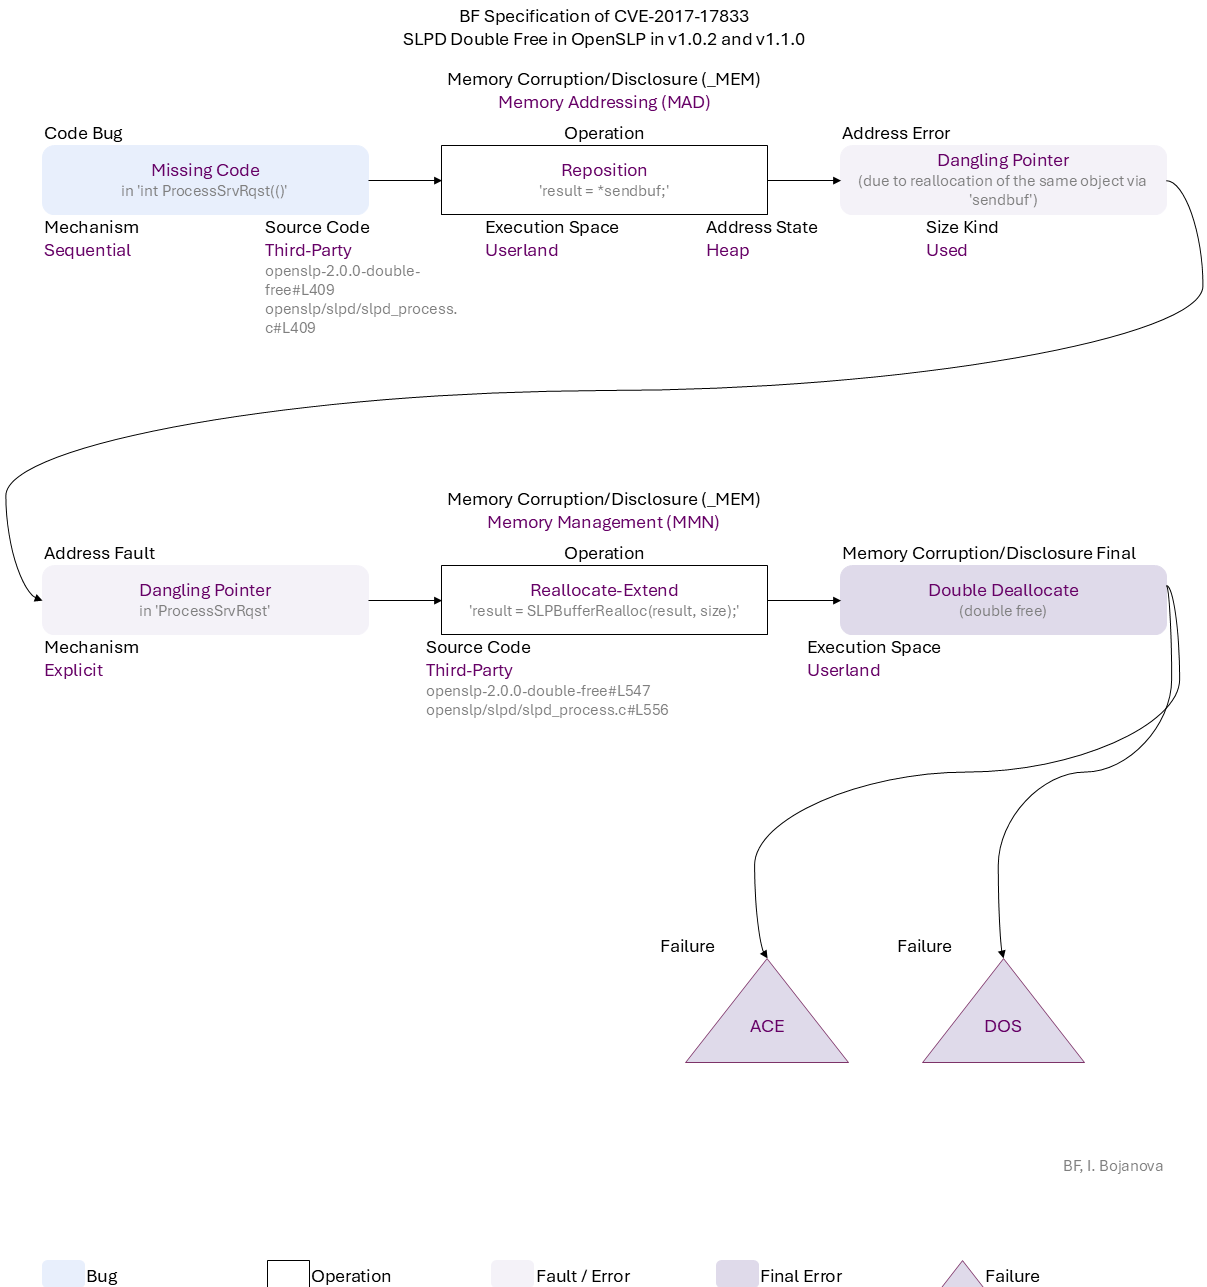 BF Specification of CVE-2017-17833
SLPD Double Free in OpenSLP in v1.0.2 and v1.1.0
Memory Corruption/Disclosure (_MEM)
Memory Addressing (MAD)
Code Bug
Operation
Address Error
Missing Code
in 'int ProcessSrvRqst(()'
Reposition
'result = *sendbuf;'
Dangling Pointer
(due to reallocation of the same object via
'sendbuf')
Mechanism
Sequential
Source Code
Third-Party
openslp-2.0.0-double-
free#L409
openslp/slpd/slpd_process.
c#L409
Execution Space
Userland
Address State
Heap
Size Kind
Used
Memory Corruption/Disclosure (_MEM)
Memory Management (MMN)
Address Fault
Operation
Memory Corruption/Disclosure Final
Dangling Pointer
in 'ProcessSrvRqst'
Reallocate-Extend
'result = SLPBufferRealloc(result, size);'
Double Deallocate
(double free)
Mechanism
Explicit
Source Code
Third-Party
openslp-2.0.0-double-free#L547
openslp/slpd/slpd_process.c#L556
Execution Space
Userland
Failure
Failure
ACE
DOS
BF, I. Bojanova
Bug
Operation
Fault / Error
Final Error
Failure